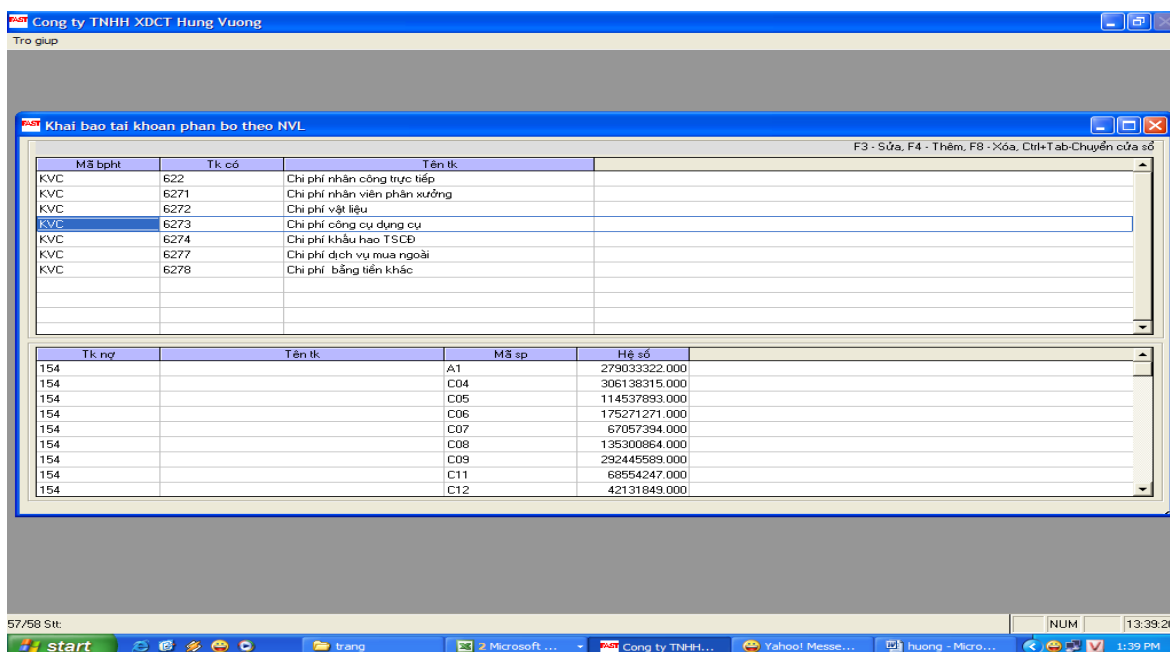 FAST Cong ty TNHH XDCT Hung Vuong
Tro giup
FAST Khai bao tai khoan phan bo theo NVL
F3 - Sửa, F4 - Thêm, F8 - Xóa, Ctrl+Tab-Chuyển cửa sổ
Mã bpht Tk có Tên tk
KVC 622 Chi phí nhân công trực tiếp
KVC 6271 Chi phí nhân viên phân xưởng
KVC 6272 Chi phí vật liệu
KVC 6273 Chi phí công cụ dụng cụ
KVC 6274 Chi phí khấu hao TSCĐ
KVC 6277 Chi phí dịch vụ mua ngoài
KVC 6278 Chi phí bằng tiền khác
Tk nợ Tên tk Mã sp Hệ số
154 A1 279033322.000
154 C04 306138315.000
154 C05 114537893.000
154 C06 175271271.000
154 C07 67057394.000
154 C08 135300864.000
154 C09 292445589.000
154 C11 68554247.000
154 C12 42131849.000
57/58 Stt: NUM 13:39:20
start trang 2 Microsoft ... FAST Cong ty TNHH... Yahoo! Messe... huong - Micro... V 1:39 PM